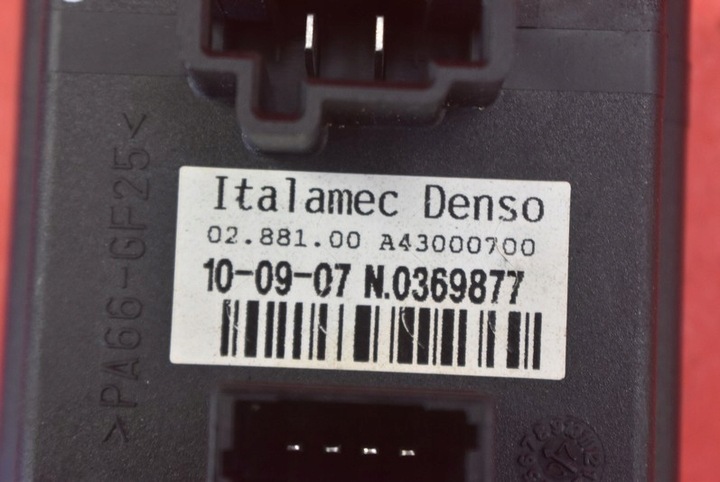 Italamec Denso
02.881.00 A43000700
10-09-07 N.0369877
>PA66-GF25<